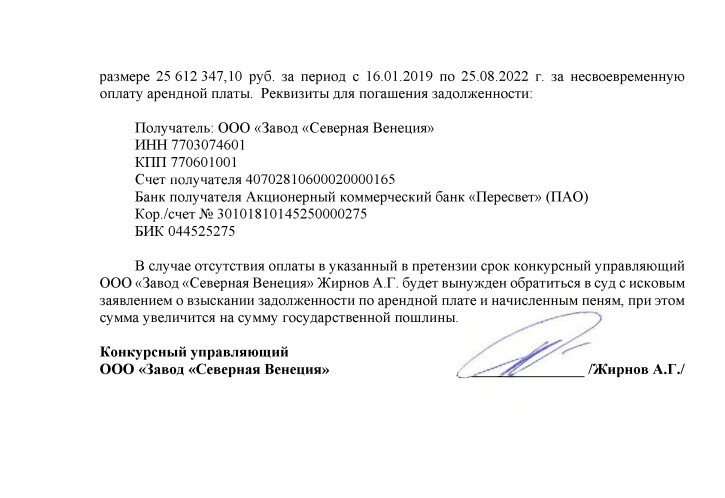 размере 25 612 347,10 руб. за период с 16.01.2019 по 25.08.2022 г. за несвоевременную
оплату арендной платы. Реквизиты для погашения задолженности:
Получатель: ООО «Завод «Северная Венеция»
ИНН 7703074601
КПП 770601001
Счет получателя 40702810600020000165
Банк получателя Акционерный коммерческий банк «Пересвет» (ПАО)
Кор./счет № 30101810145250000275
БИК 044525275
В случае отсутствия оплаты в указанный в претензии срок конкурсный управляющий
ООО «Завод «Северная Венеция» Жирнов А.Г. будет вынужден обратиться в суд с исковым
заявлением о взыскании задолженности по арендной плате и начисленным пеням, при этом
сумма увеличится на сумму государственной пошлины.
Конкурсный управляющий
ООО «Завод «Северная Венеция» /Жирнов А.Г./